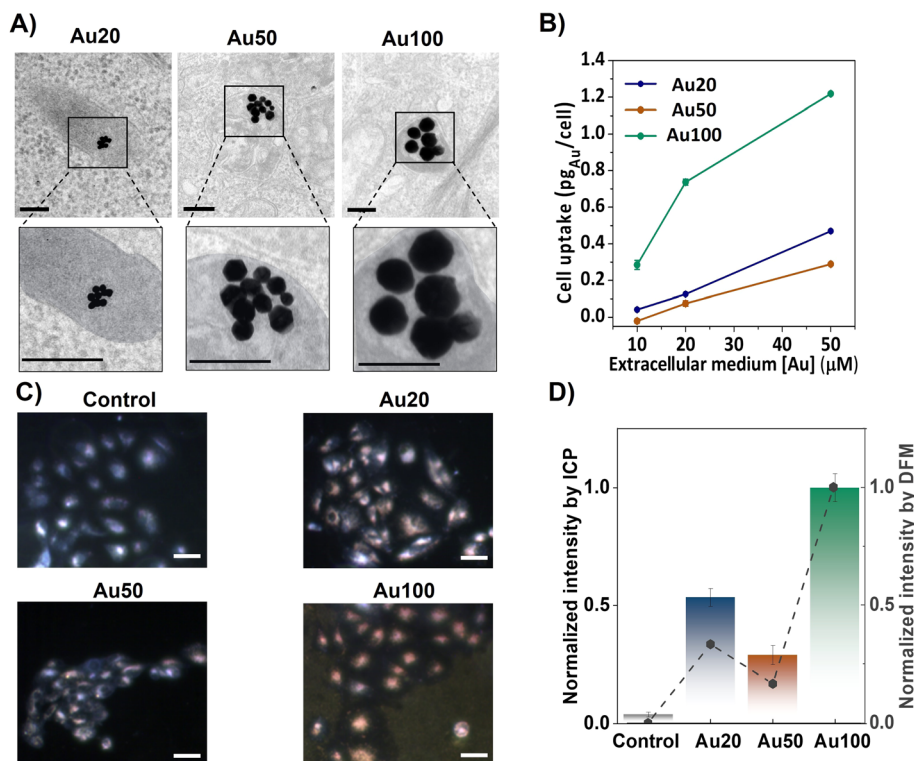 A)
Au20 Au50 Au100
B)
Cell uptake (pgAu/cell)
1.4
1.2
1.0
0.8
0.6
0.4
0.2
0.0
Au20
Au50
Au100
10 20 30 40 50
Extracellular medium [Au] (μM)
C)
Control Au20
Au50 Au100
D)
Normalized intensity by ICP
1.0
0.5
0.0
Control Au20 Au50 Au100
1.0
0.5
0.0
Normalized intensity by DFM